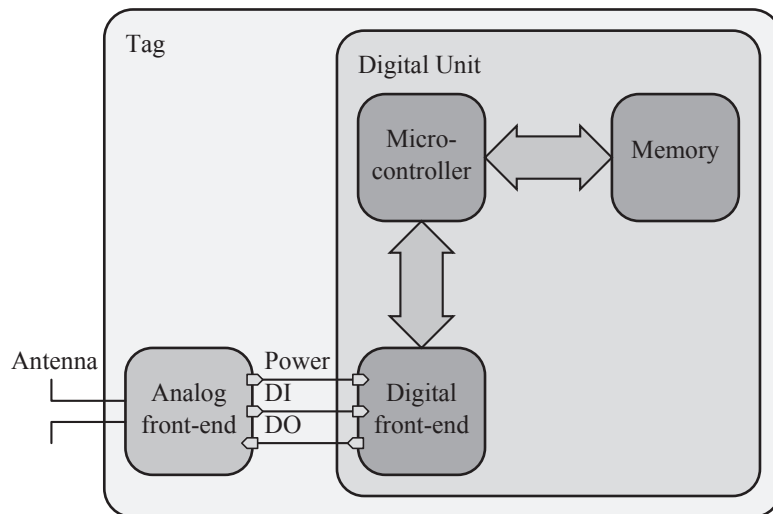 Tag
Digital Unit
Micro-
controller
Memory
Antenna
Analog
front-end
Power
DI
DO
Digital
front-end